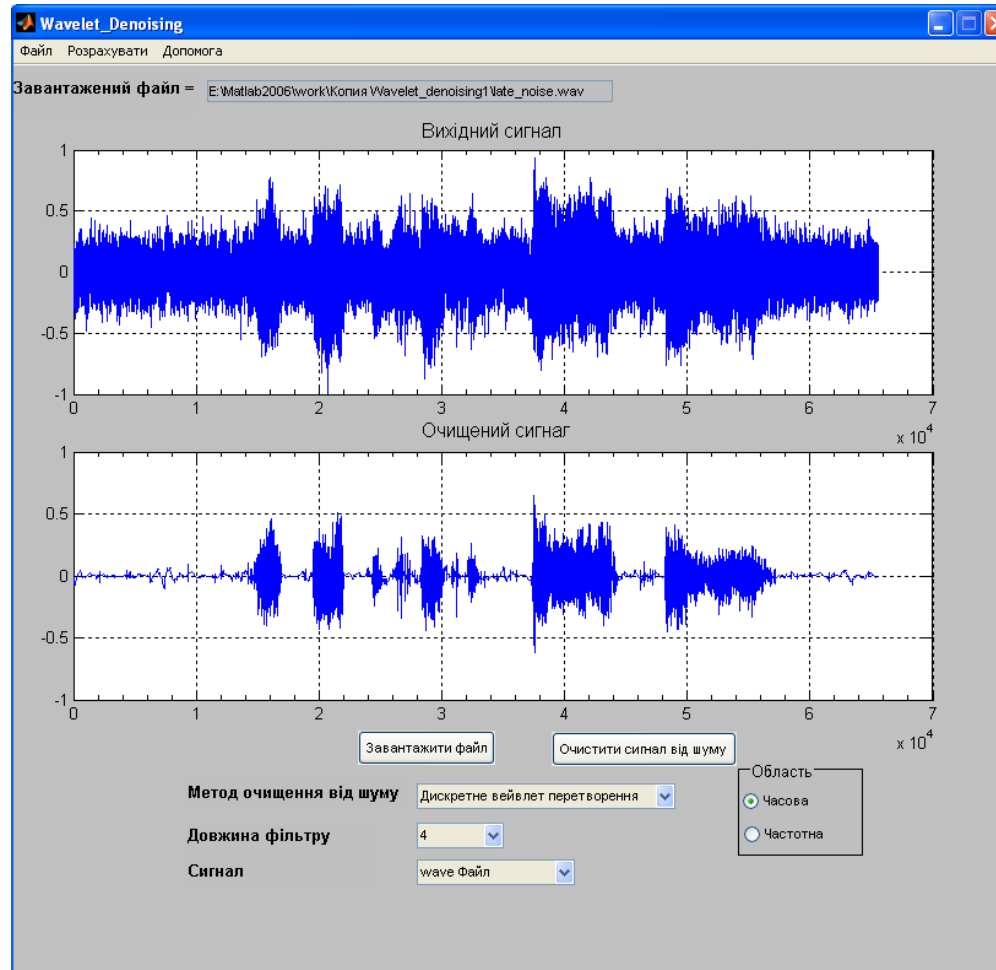 Wavelet_Denoising
Файл Розрахувати Допомога
Завантажений файл = E:\Matlab2006\work\Копия Wavelet_denoising1\late_noise.wav
Вихідний сигнал
1
0.5
0
-0.5
-1
0 1 2 3 4 5 6 7
x 10^4
Очищений сигнаг
1
0.5
0
-0.5
-1
0 1 2 3 4 5 6 7
x 10^4
Завантажити файл Очистити сигнал від шуму
Область
Метод очищення від шуму Дискретне вейвлет перетворення Часова
Довжина фільтру 4 Частотна
Сигнал wave Файл